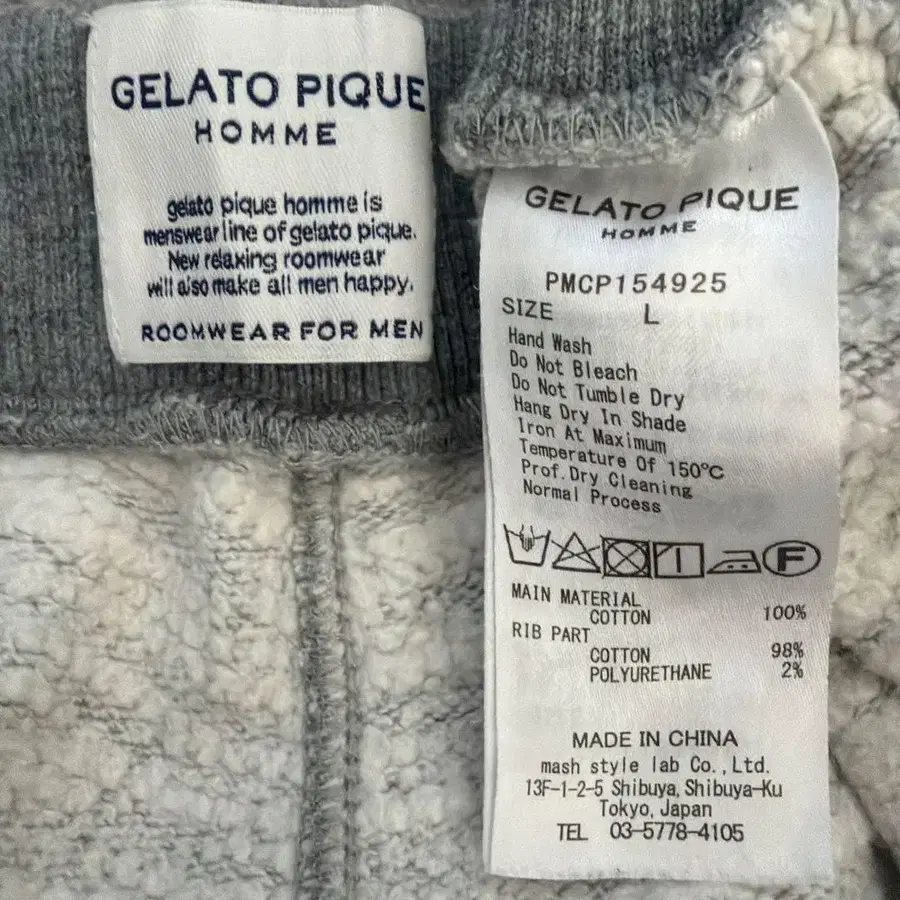 GELATO PIQUE
HOMME
gelato pique homme is
menswear line of gelato pique.
New relaxing roomwear
will also make all men happy.
ROOMWEAR FOR MEN
GELATO PIQUE
HOMME
PMCP154925
SIZE L
Hand Wash
Do Not Bleach
Do Not Tumble Dry
Hang Dry In Shade
Iron At Maximum
Temperature Of 150℃
Prof.Dry Cleaning
Normal Process
F
MAIN MATERIAL
COTTON 100%
RIB PART
COTTON 98%
POLYURETHANE 2%
MADE IN CHINA
mash style lab Co.,Ltd.
13F-1-2-5 Shibuya,Shibuya-Ku
Tokyo,Japan
TEL 03-5778-4105